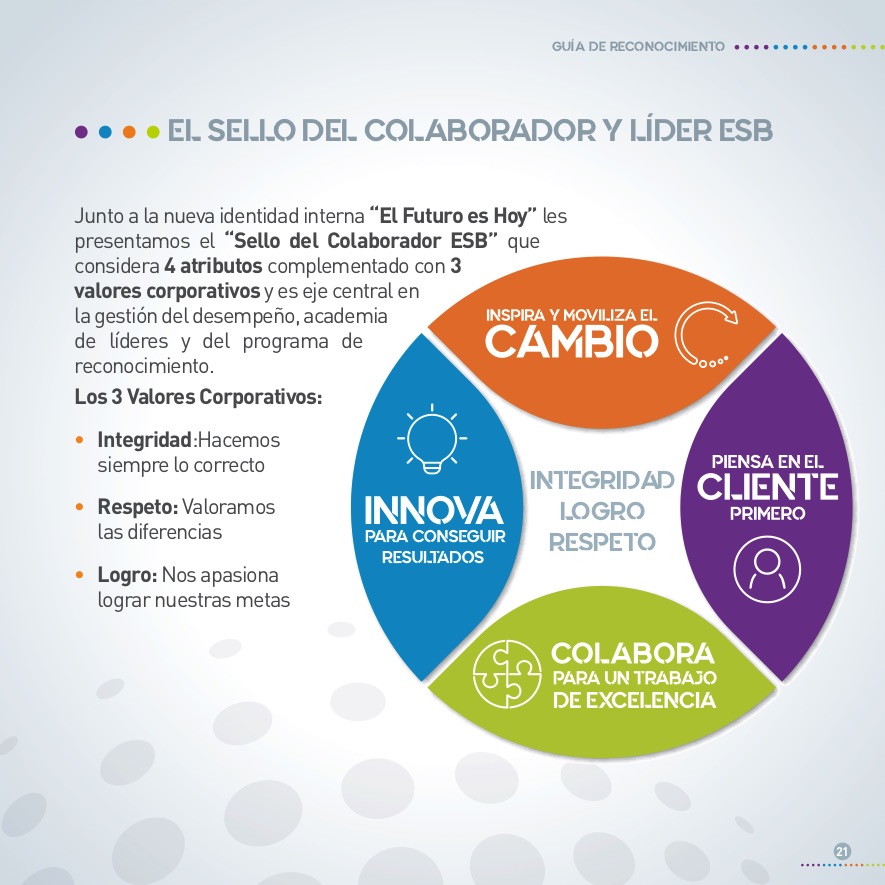 GUÍA DE RECONOCIMIENTO
EL SELLO DEL COLABORADOR Y LÍDER ESB
Junto a la nueva identidad interna “El Futuro es Hoy” les
presentamos el “Sello del Colaborador ESB” que
considera 4 atributos complementado con 3
valores corporativos y es eje central en
la gestión del desempeño, academia
de líderes y del programa de
reconocimiento.
Los 3 Valores Corporativos:
• Integridad:Hacemos
siempre lo correcto
• Respeto: Valoramos
las diferencias
• Logro: Nos apasiona
lograr nuestras metas
INSPIRA Y MOVILIZA EL
CAMBIO
INNOVA
PARA CONSEGUIR
RESULTADOS
INTEGRIDAD
LOGRO
RESPETO
PIENSA EN EL
CLIENTE
PRIMERO
COLABORA
PARA UN TRABAJO
DE EXCELENCIA
21